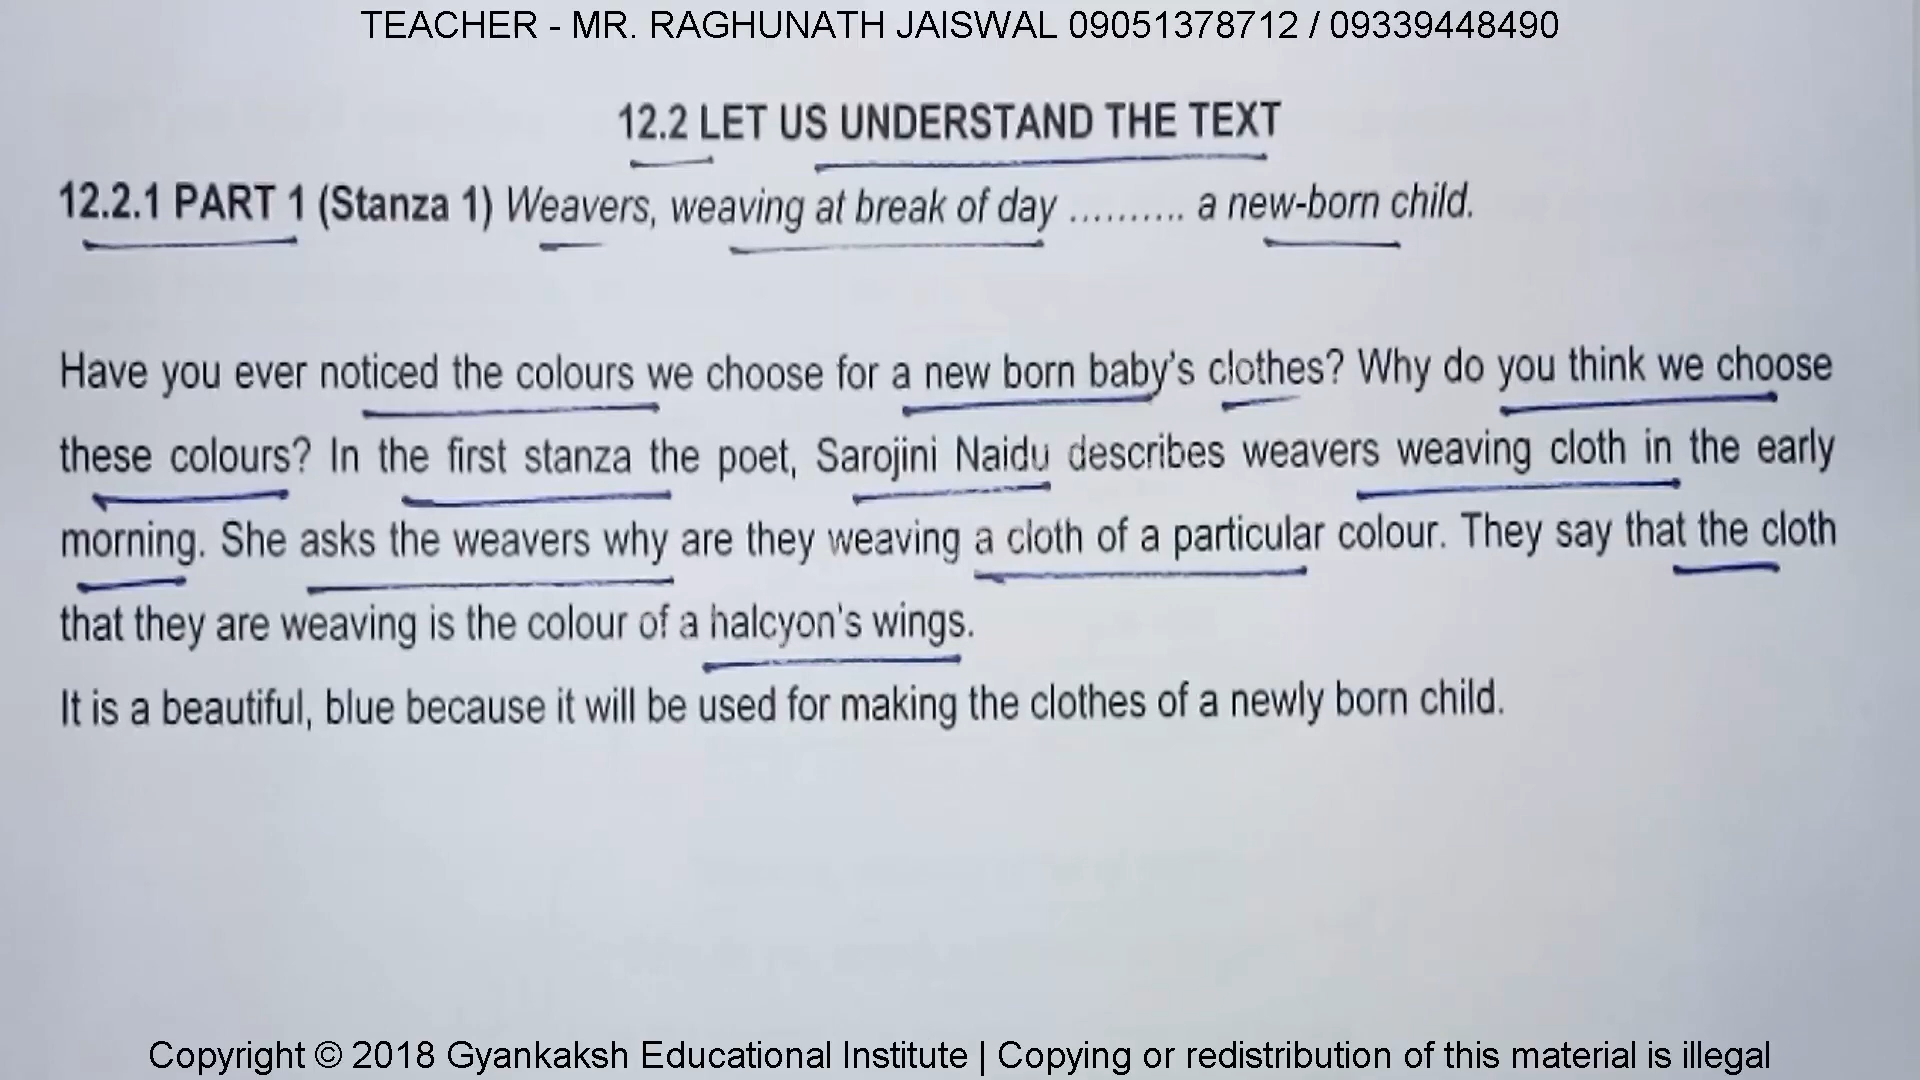 TEACHER - MR. RAGHUNATH JAISWAL 09051378712 / 09339448490
12.2 LET US UNDERSTAND THE TEXT
12.2.1 PART 1 (Stanza 1) Weavers, weaving at break of day .......... a new-born child.
Have you ever noticed the colours we choose for a new born baby's clothes? Why do you think we choose
these colours? In the first stanza the poet, Sarojini Naidu describes weavers weaving cloth in the early
morning. She asks the weavers why are they weaving a cloth of a particular colour. They say that the cloth
that they are weaving is the colour of a halcyon's wings.
It is a beautiful, blue because it will be used for making the clothes of a newly born child.
Copyright © 2018 Gyankaksh Educational Institute | Copying or redistribution of this material is illegal